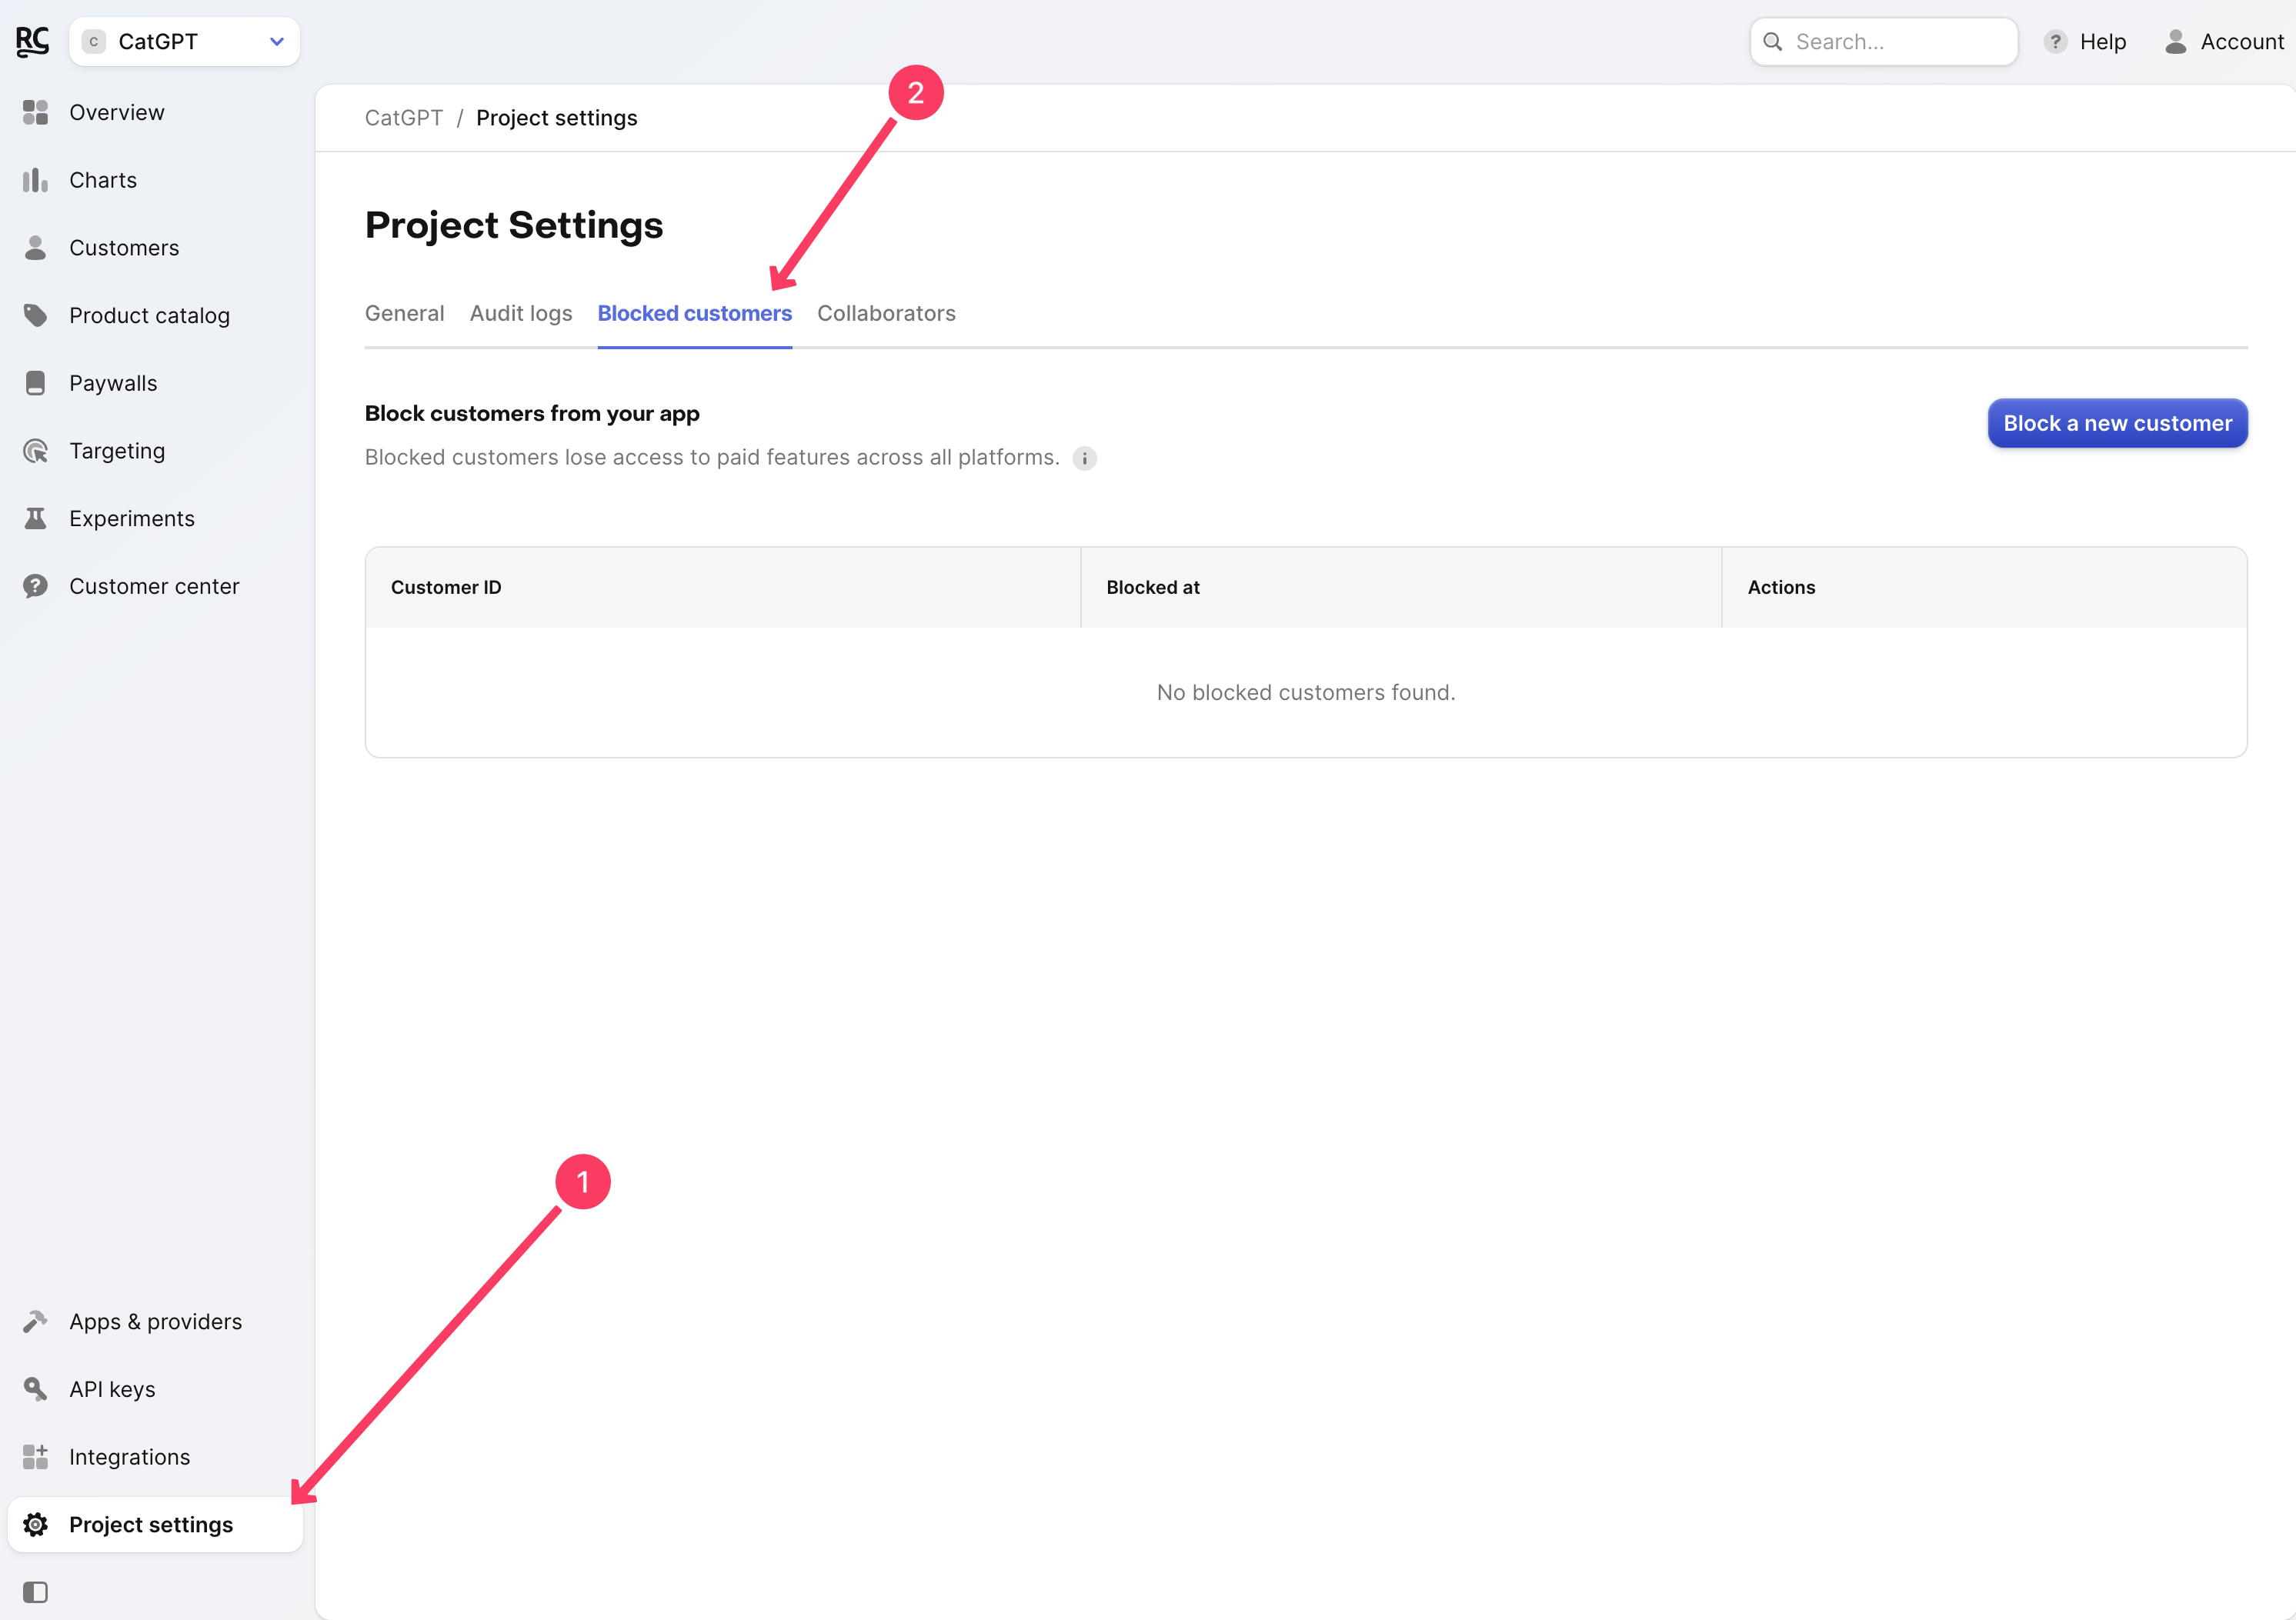 RC
C CatGPT
Search...
? Help
Account
Overview
Charts
Customers
Product catalog
Paywalls
Targeting
Experiments
? Customer center
Apps & providers
API keys
Integrations
Project settings
CatGPT / Project settings
2
Project Settings
General Audit logs Blocked customers Collaborators
Block customers from your app
Block a new customer
Blocked customers lose access to paid features across all platforms. i
Customer ID Blocked at Actions
No blocked customers found.
1